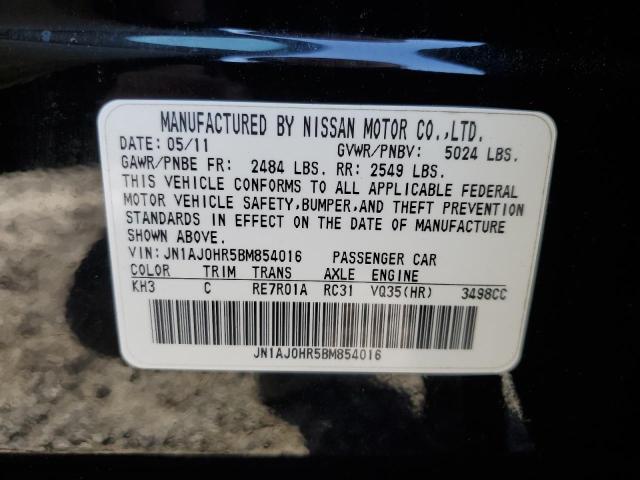 MANUFACTURED BY NISSAN MOTOR CO.,LTD.
DATE: 05/11 GVWR/PNBV: 5024 LBS.
GAWR/PNBE FR: 2484 LBS. RR: 2549 LBS.
THIS VEHICLE CONFORMS TO ALL APPLICABLE FEDERAL
MOTOR VEHICLE SAFETY,BUMPER,AND THEFT PREVENTION
STANDARDS IN EFFECT ON THE DATE OF MANUFACTURE
SHOWN ABOVE.
VIN: JN1AJ0HR5BM854016 PASSENGER CAR
COLOR TRIM TRANS AXLE ENGINE
KH3 C RE7R01A RC31 VQ35(HR) 3498CC
JN1AJ0HR5BM854016